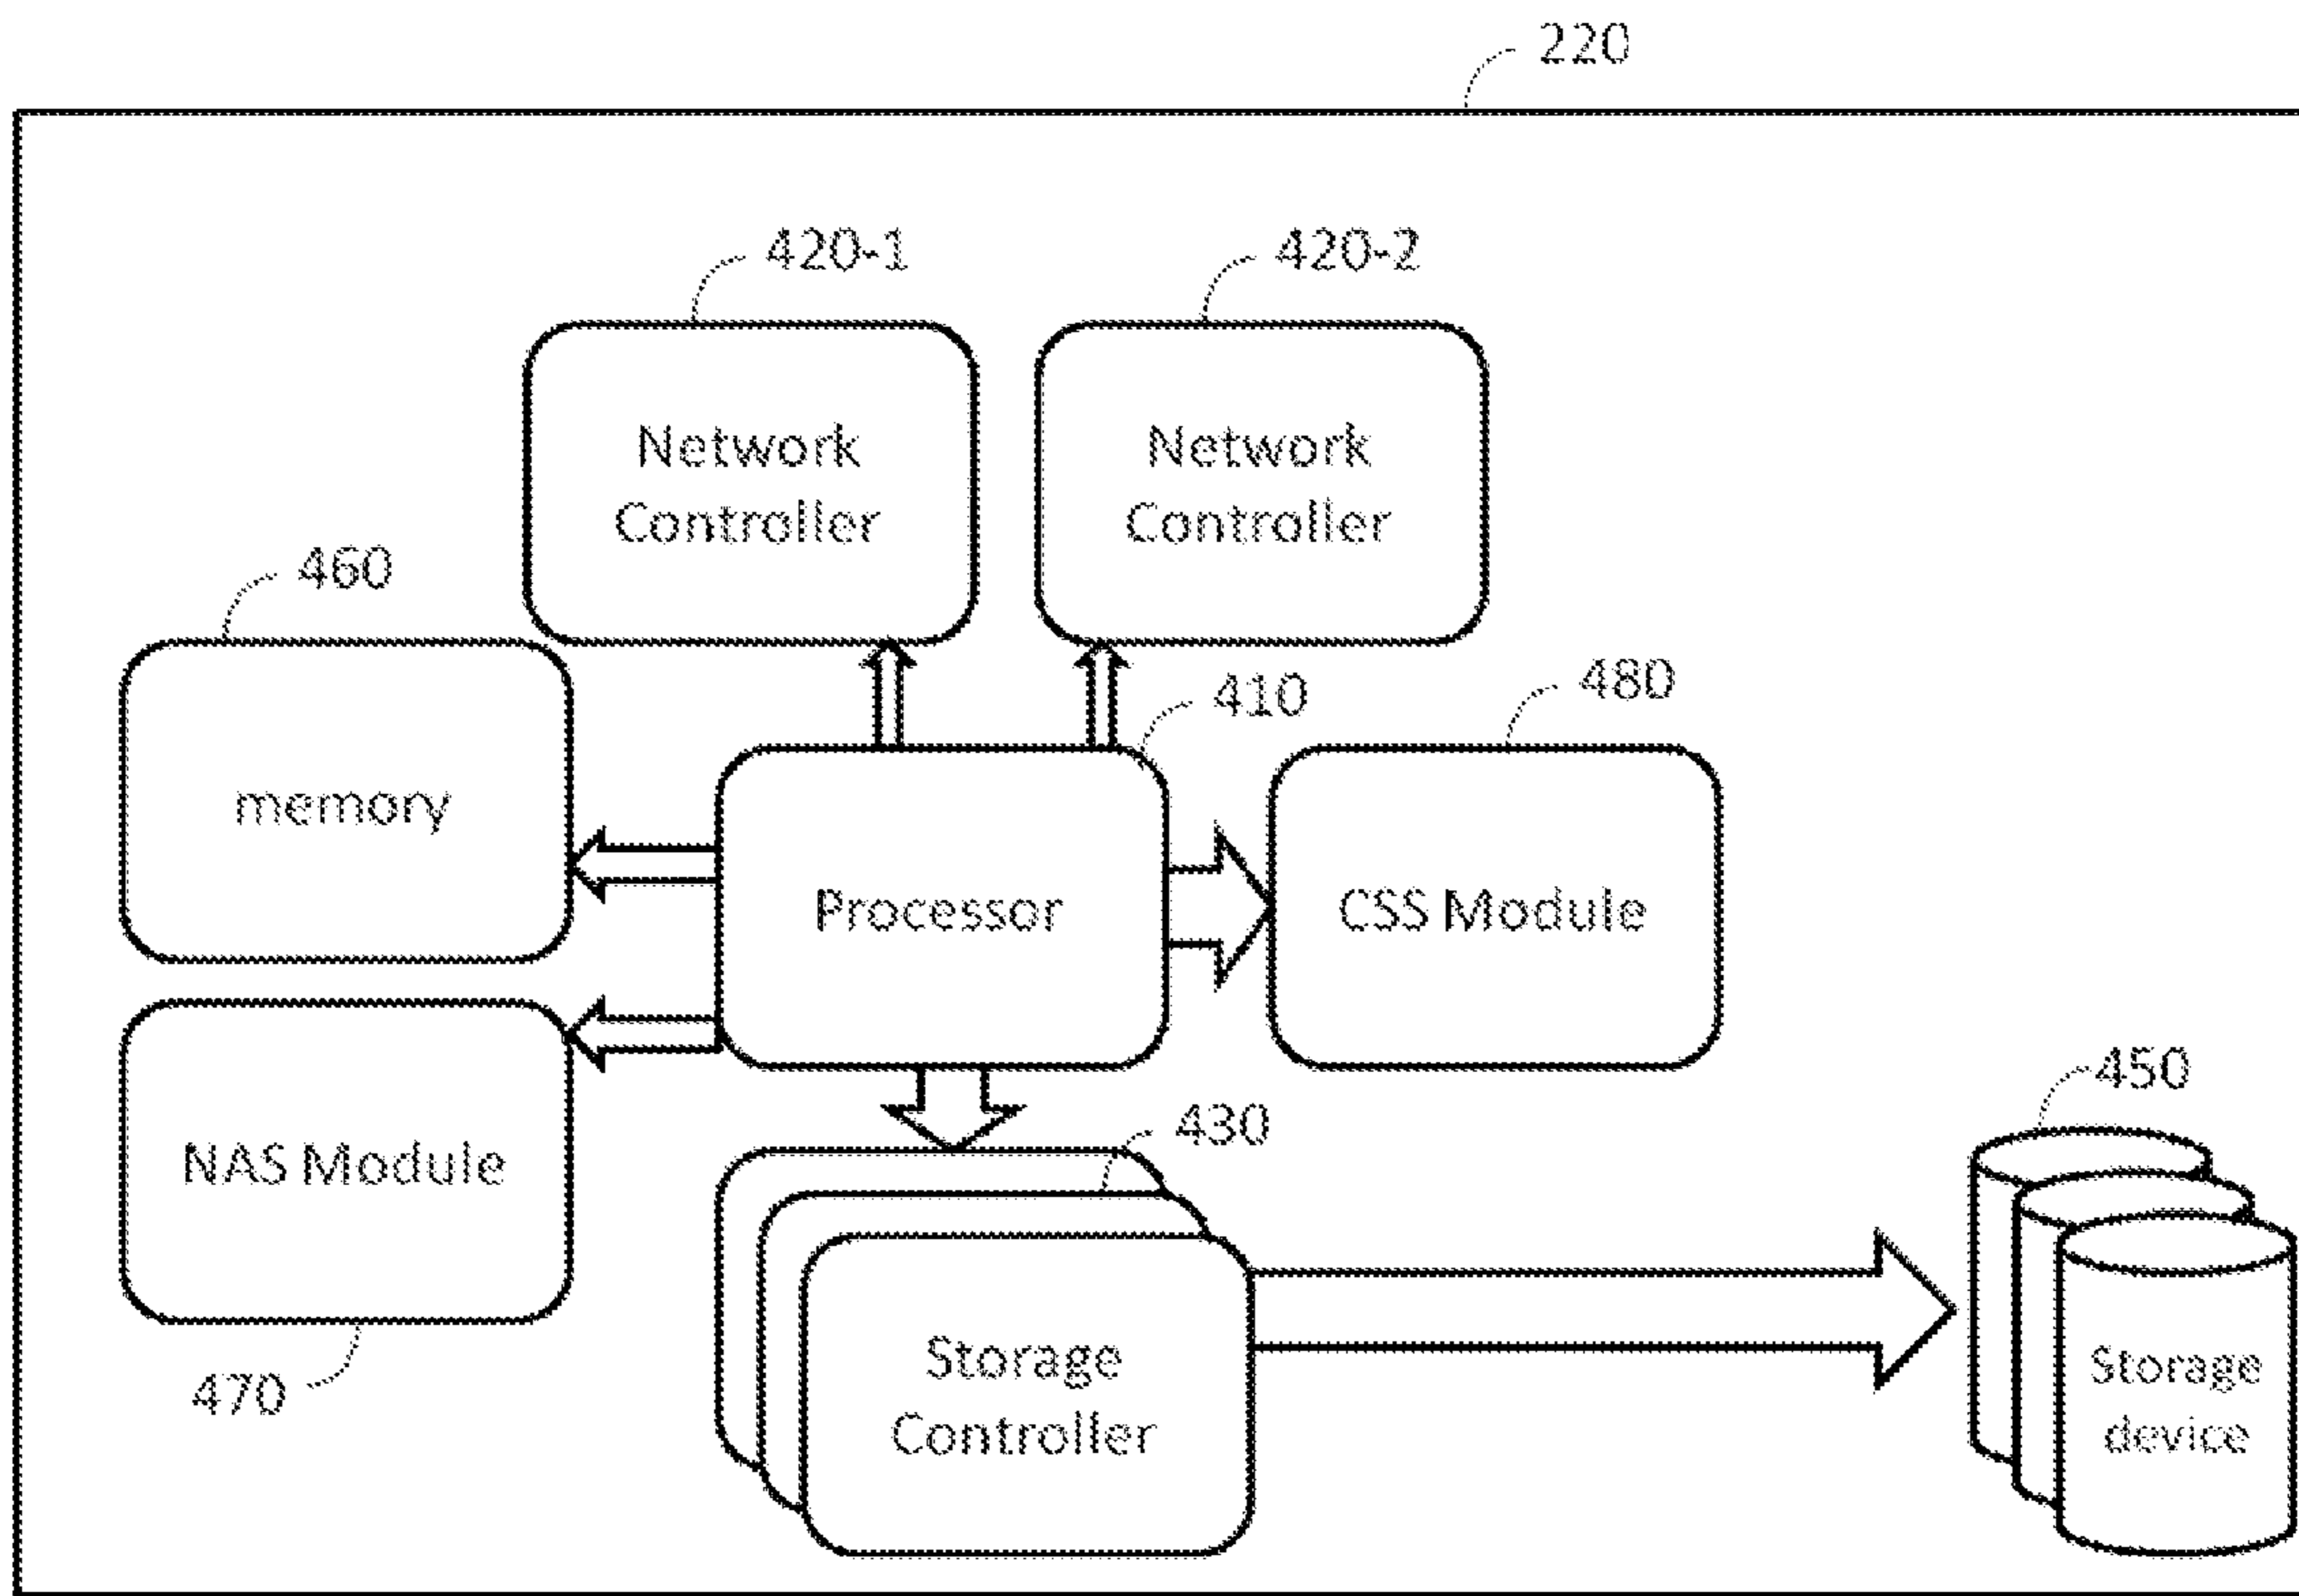 220
420-1
420-2
Network
Controller
Network
Controller
460
memory
410
480
Processor
CSS Module
NAS Module
470
430
Storage
Controller
450
Storage
device